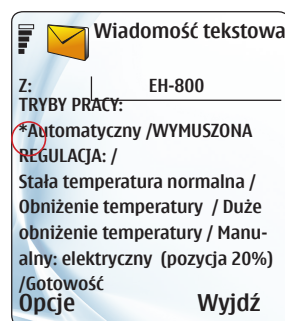 Wiadomość tekstowa
Z: EH-800
TRYBY PRACY:
*Automatyczny /WYMUSZONA
REGULACJA: /
Stała temperatura normalna /
Obniżenie temperatury / Duże
obniżenie temperatury / Manu-
alny: elektryczny (pozycja 20%)
/Gotowość
Opcje Wyjdź